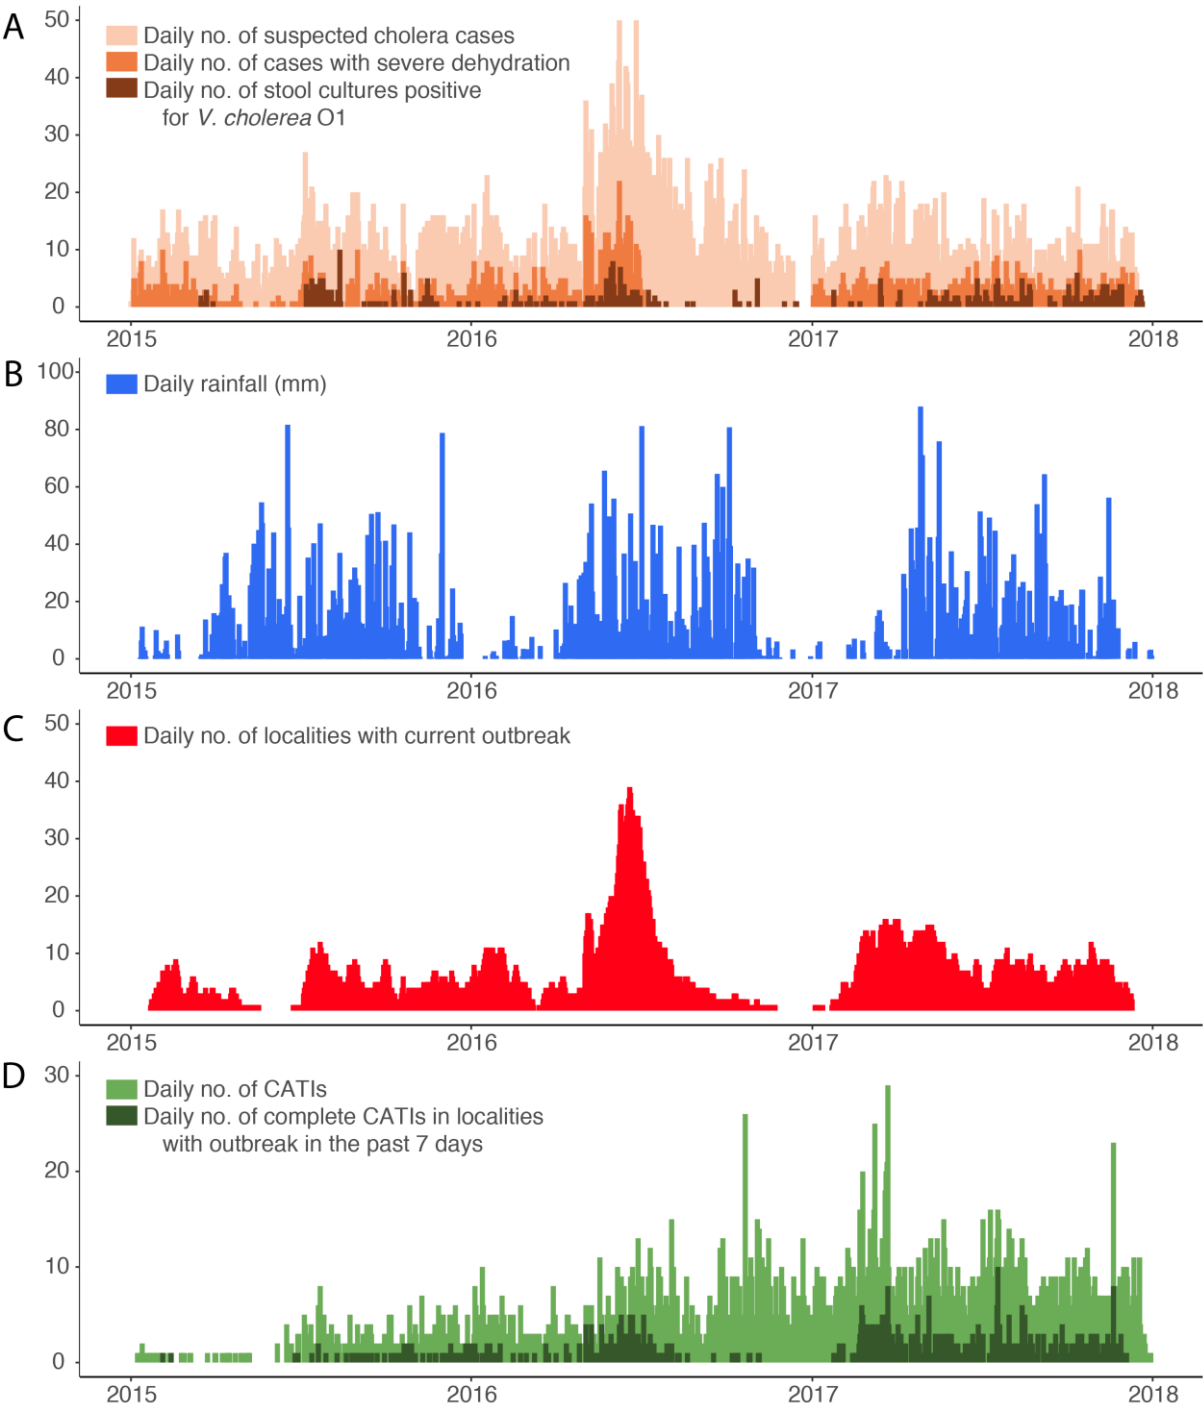 A
50
40
30
20
10
0
Daily no. of suspected cholera cases
Daily no. of cases with severe dehydration
Daily no. of stool cultures positive
for V. cholerea O1
2015 2016 2017 2018
B
100
80
60
40
20
0
Daily rainfall (mm)
2015 2016 2017 2018
C
50
40
30
20
10
0
Daily no. of localities with current outbreak
2015 2016 2017 2018
D
30
20
10
0
Daily no. of CATIs
Daily no. of complete CATIs in localities
with outbreak in the past 7 days
2015 2016 2017 2018